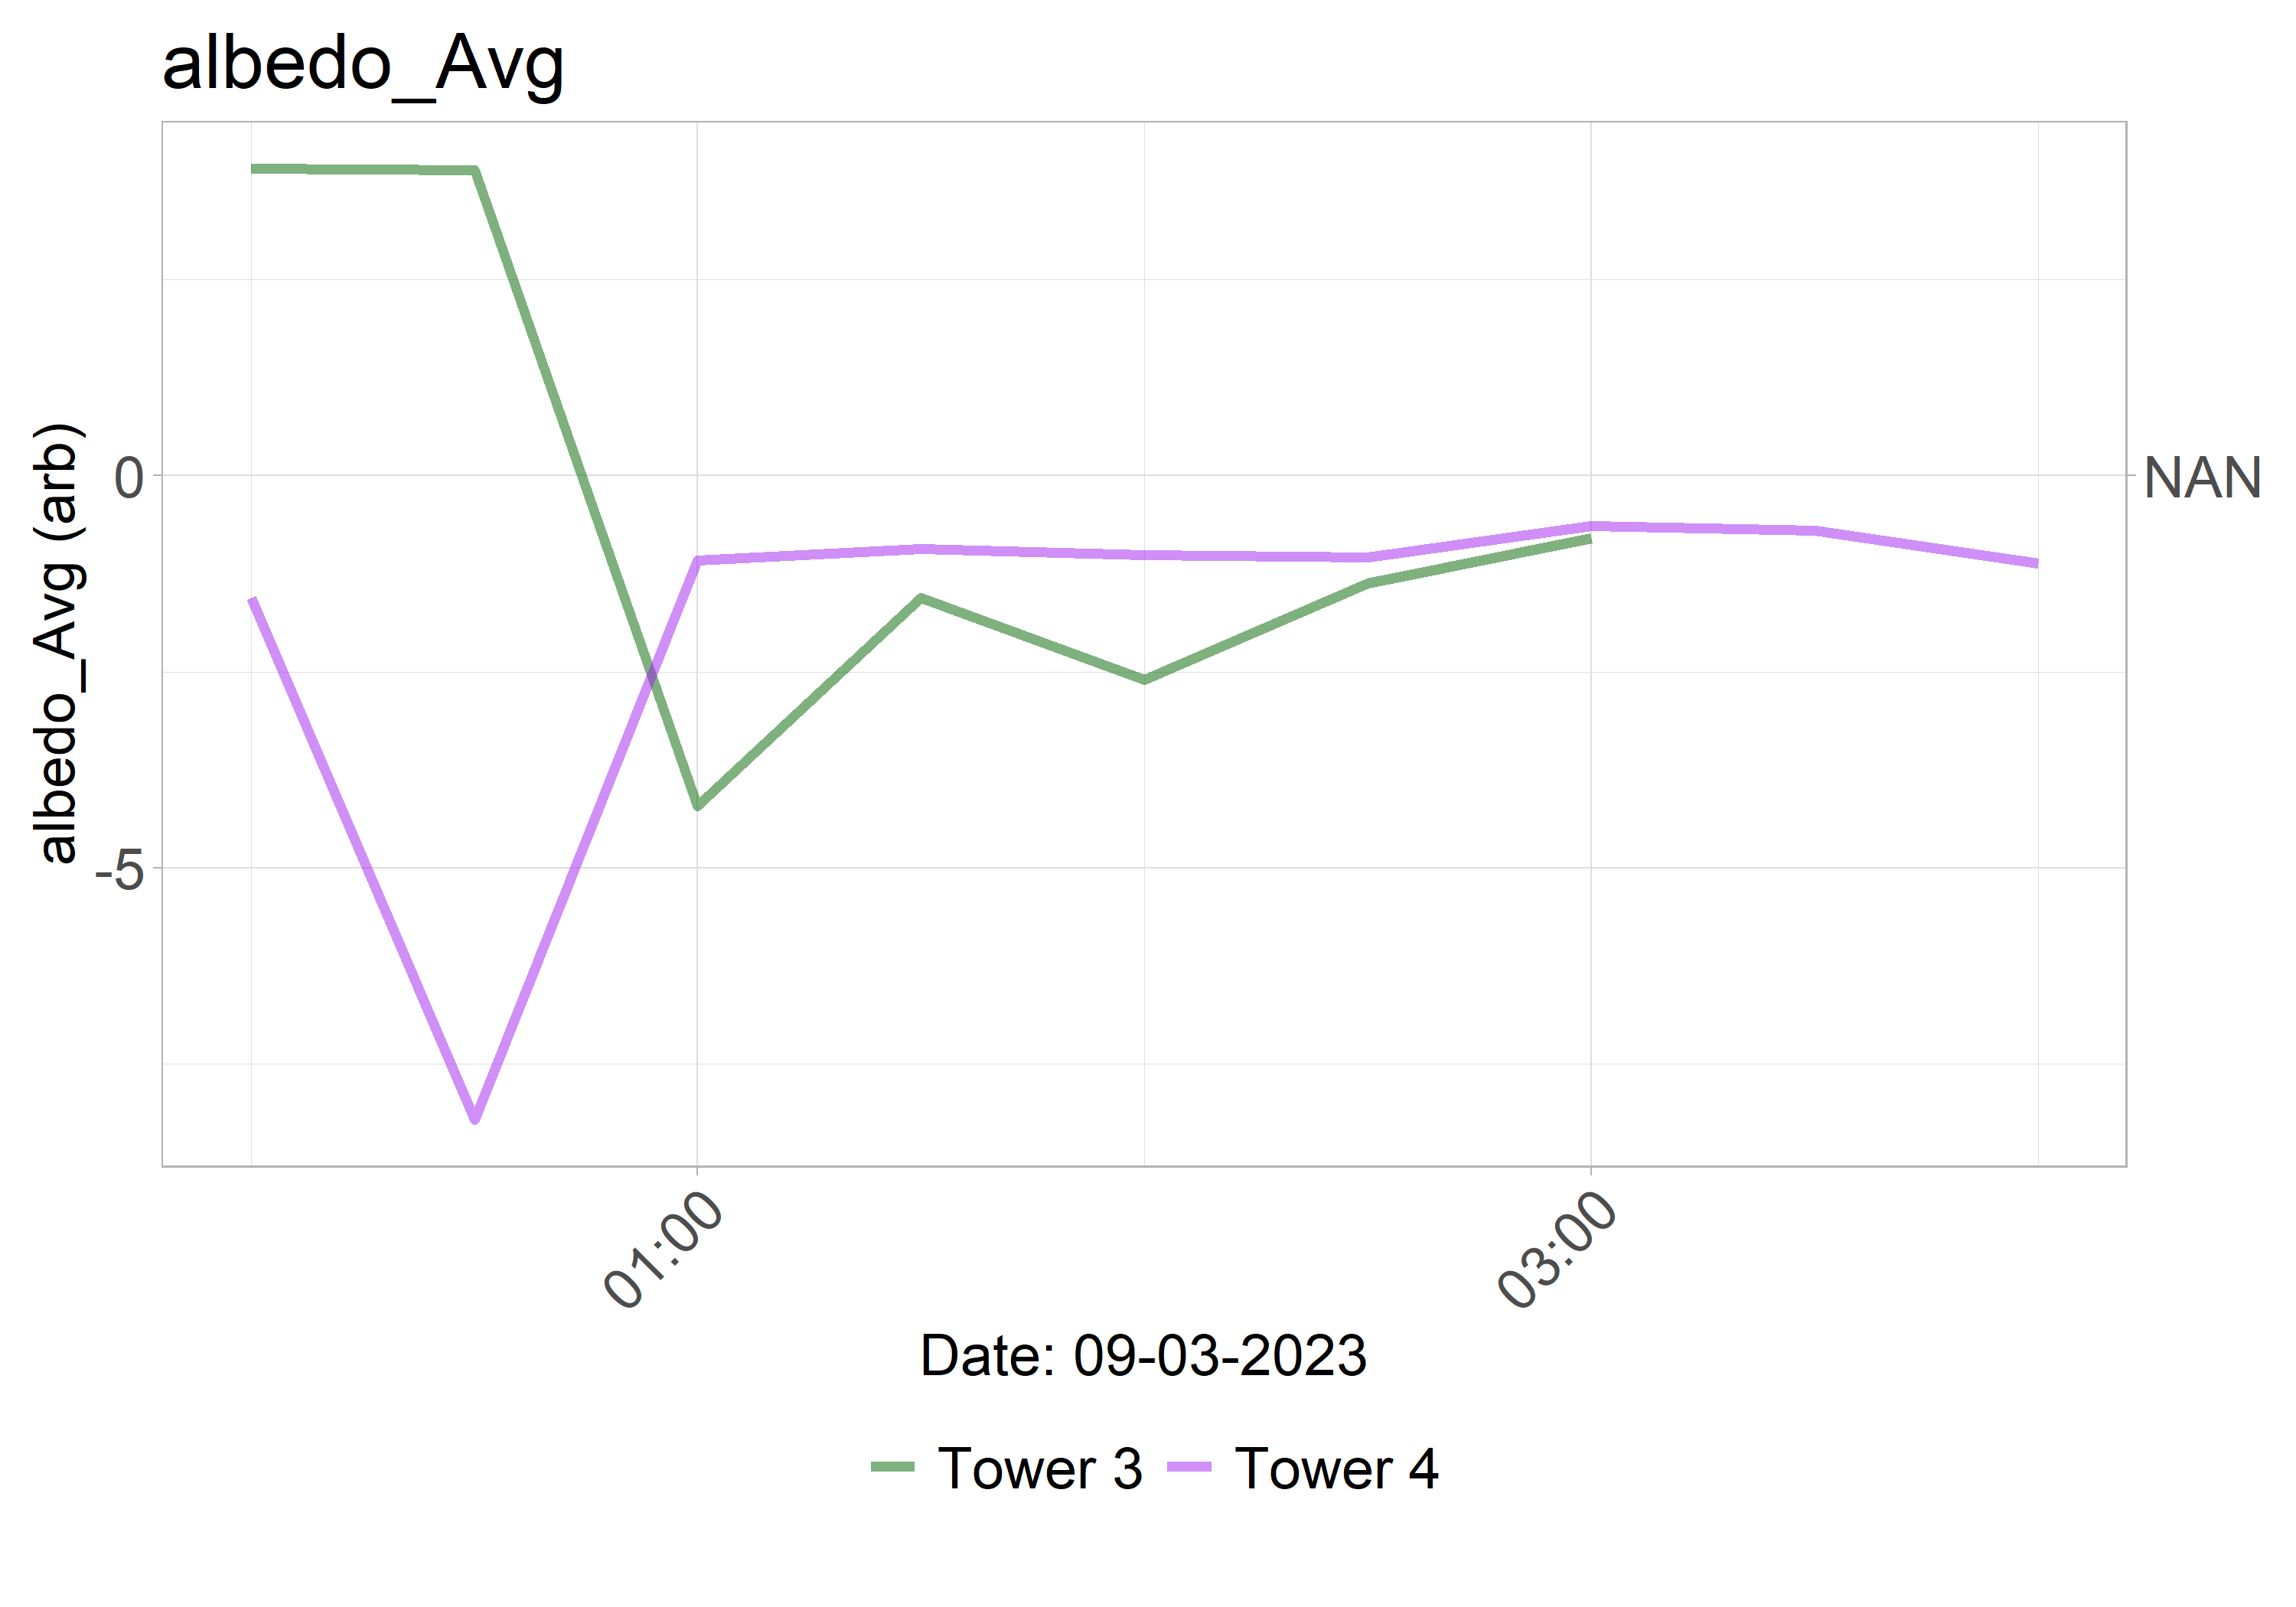 albedo_Avg
albedo_Avg (arb)
0
-5
NAN
01:00
03:00
Date: 09-03-2023
Tower 3
Tower 4